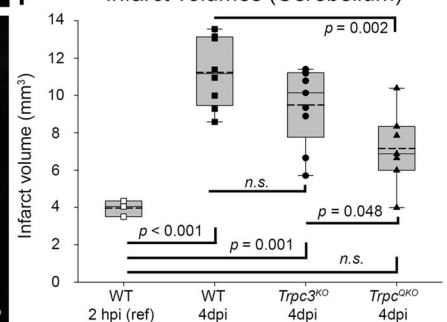 Infarct volumes (Cerebellum)
Infarct volume (mm³)
14
12
10
8
6
4
2
0
p = 0.002
n.s.
p = 0.048
p < 0.001
p = 0.001
n.s.
WT WT Trpc3KO TrpcQKO
2 hpi (ref) 4dpi 4dpi 4dpi